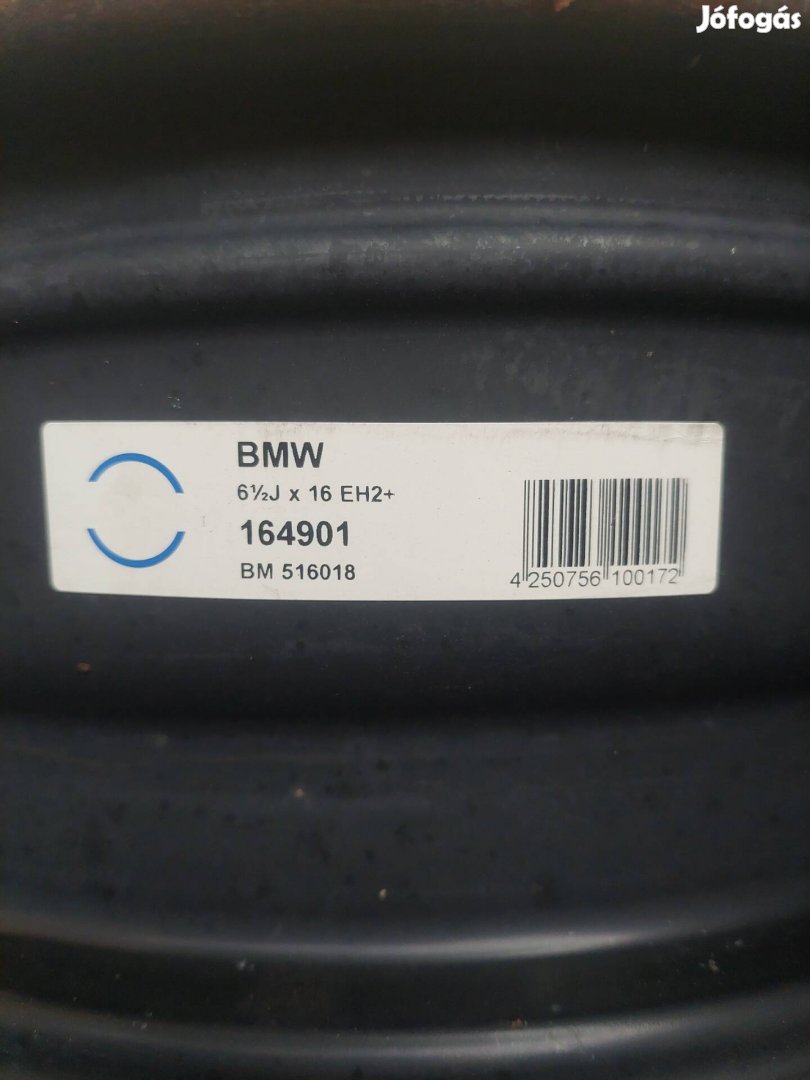 Jófogás
BMW
6½J x 16 EH2+
164901
BM 516018
4 250756 100172